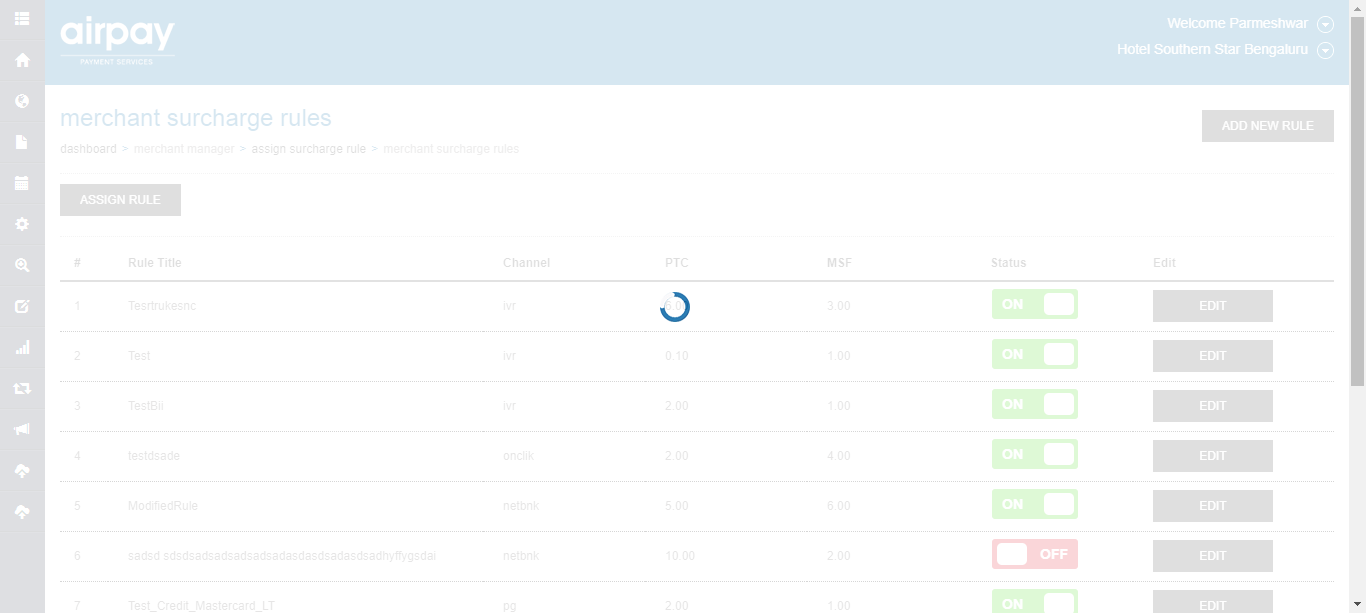 airpay
PAYMENT SERVICES
Welcome Parmeshwar
Hotel Southern Star Bengaluru
merchant surcharge rules
ADD NEW RULE
dashboard > merchant manager > assign surcharge rule > merchant surcharge rules
ASSIGN RULE
# Rule Title Channel PTC MSF Status Edit
1 Tesrtrukesnc ivr 3.00 ON EDIT
2 Test ivr 0.10 1.00 ON EDIT
3 TestBii ivr 2.00 1.00 ON EDIT
4 testdsade onclik 2.00 4.00 ON EDIT
5 ModifiedRule netbnk 5.00 6.00 ON EDIT
6 sadsd sdsdsadsadsadsadsadasdasdsadasdsadhyffygsdai netbnk 10.00 2.00 OFF EDIT
7 Test_Credit_Mastercard_LT pg 2.00 1.00 ON EDIT